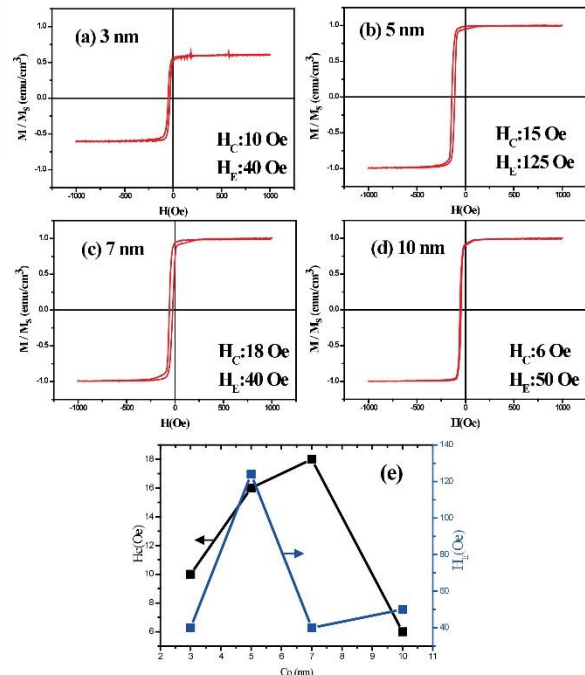 (a) 3 nm
M / M_S (emu/cm³)
1.0
0.5
0.0
-0.5
-1.0
H_C:10 Oe
H_E:40 Oe
-1000 -500 0 500 1000
H(Oe)
(b) 5 nm
M / M_S (emu/cm³)
1.0
0.5
0.0
-0.5
-1.0
H_C:15 Oe
H_E:125 Oe
-1000 -500 0 500 1000
H(Oe)
(c) 7 nm
M / M_S (emu/cm³)
1.0
0.5
0.0
-0.5
-1.0
H_C:18 Oe
H_E:40 Oe
-1000 -500 0 500 1000
H(Oe)
(d) 10 nm
M / M_S (emu/cm³)
1.0
0.5
0.0
-0.5
-1.0
H_C:6 Oe
H_E:50 Oe
-1000 -500 0 500 1000
H(Oe)
(e)
Hc(Oe)
18
16
14
12
10
8
6
140
120
100
80
60
40
H_E(Oe)
2 3 4 5 6 7 8 9 10 11
Co (nm)